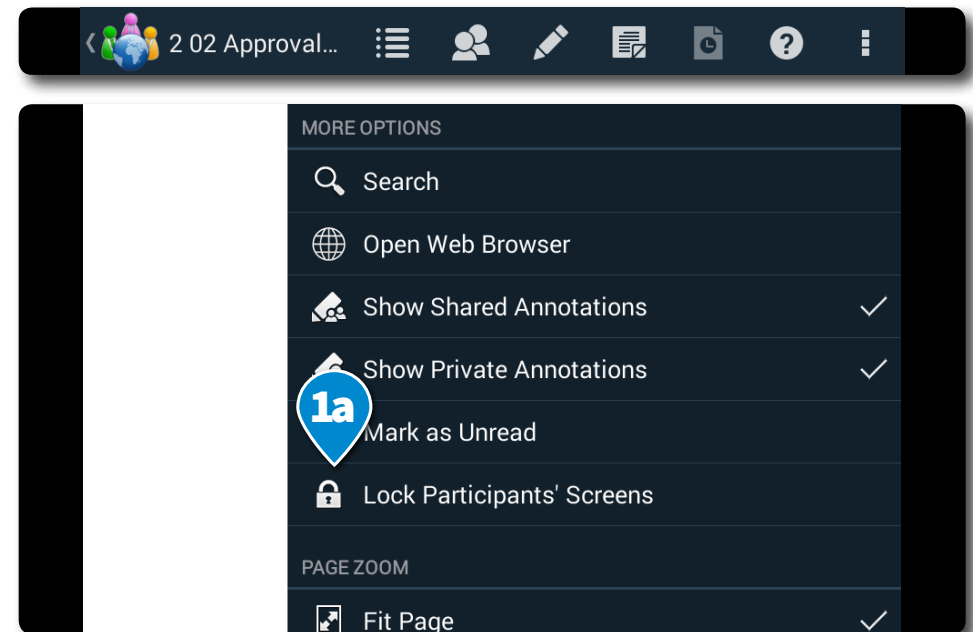 2 02 Approval...
?
MORE OPTIONS
Search
Open Web Browser
Show Shared Annotations
Show Private Annotations
1a
Mark as Unread
Lock Participants' Screens
PAGE ZOOM
Fit Page